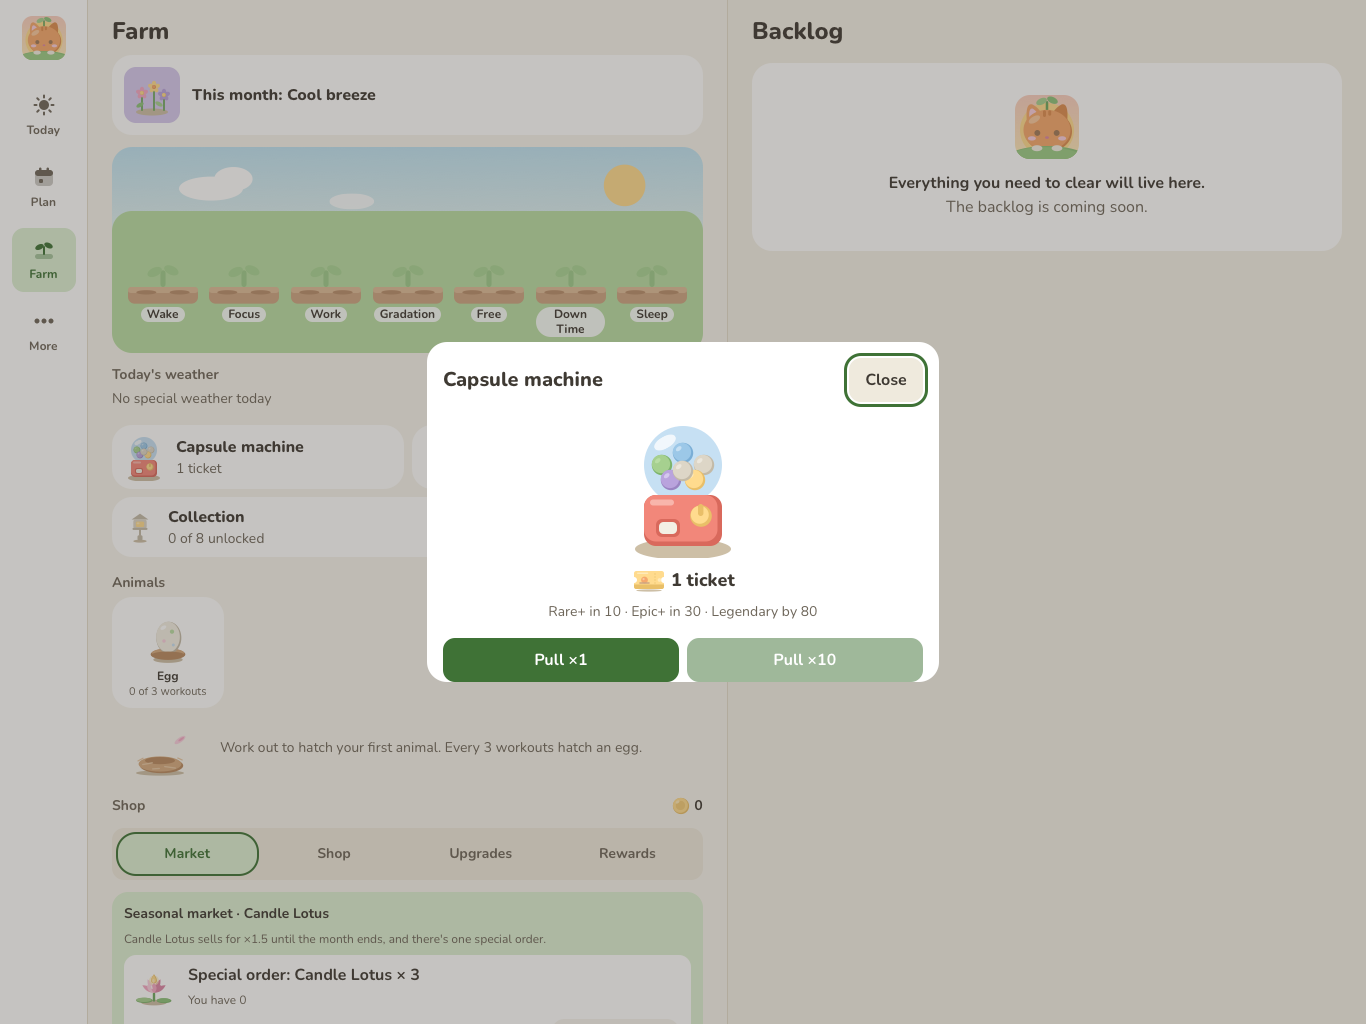 Farm
Backlog
Today
Plan
Farm
More
This month: Cool breeze
Wake
Focus
Work
Gradation
Free
Down
Time
Sleep
Today's weather
No special weather today
Capsule machine
1 ticket
Collection
0 of 8 unlocked
Animals
Egg
0 of 3 workouts
Work out to hatch your first animal. Every 3 workouts hatch an egg.
Shop
0
Market
Shop
Upgrades
Rewards
Seasonal market · Candle Lotus
Candle Lotus sells for ×1.5 until the month ends, and there's one special order.
Special order: Candle Lotus × 3
You have 0
Everything you need to clear will live here.
The backlog is coming soon.
Capsule machine
Close
1 ticket
Rare+ in 10 · Epic+ in 30 · Legendary by 80
Pull ×1
Pull ×10